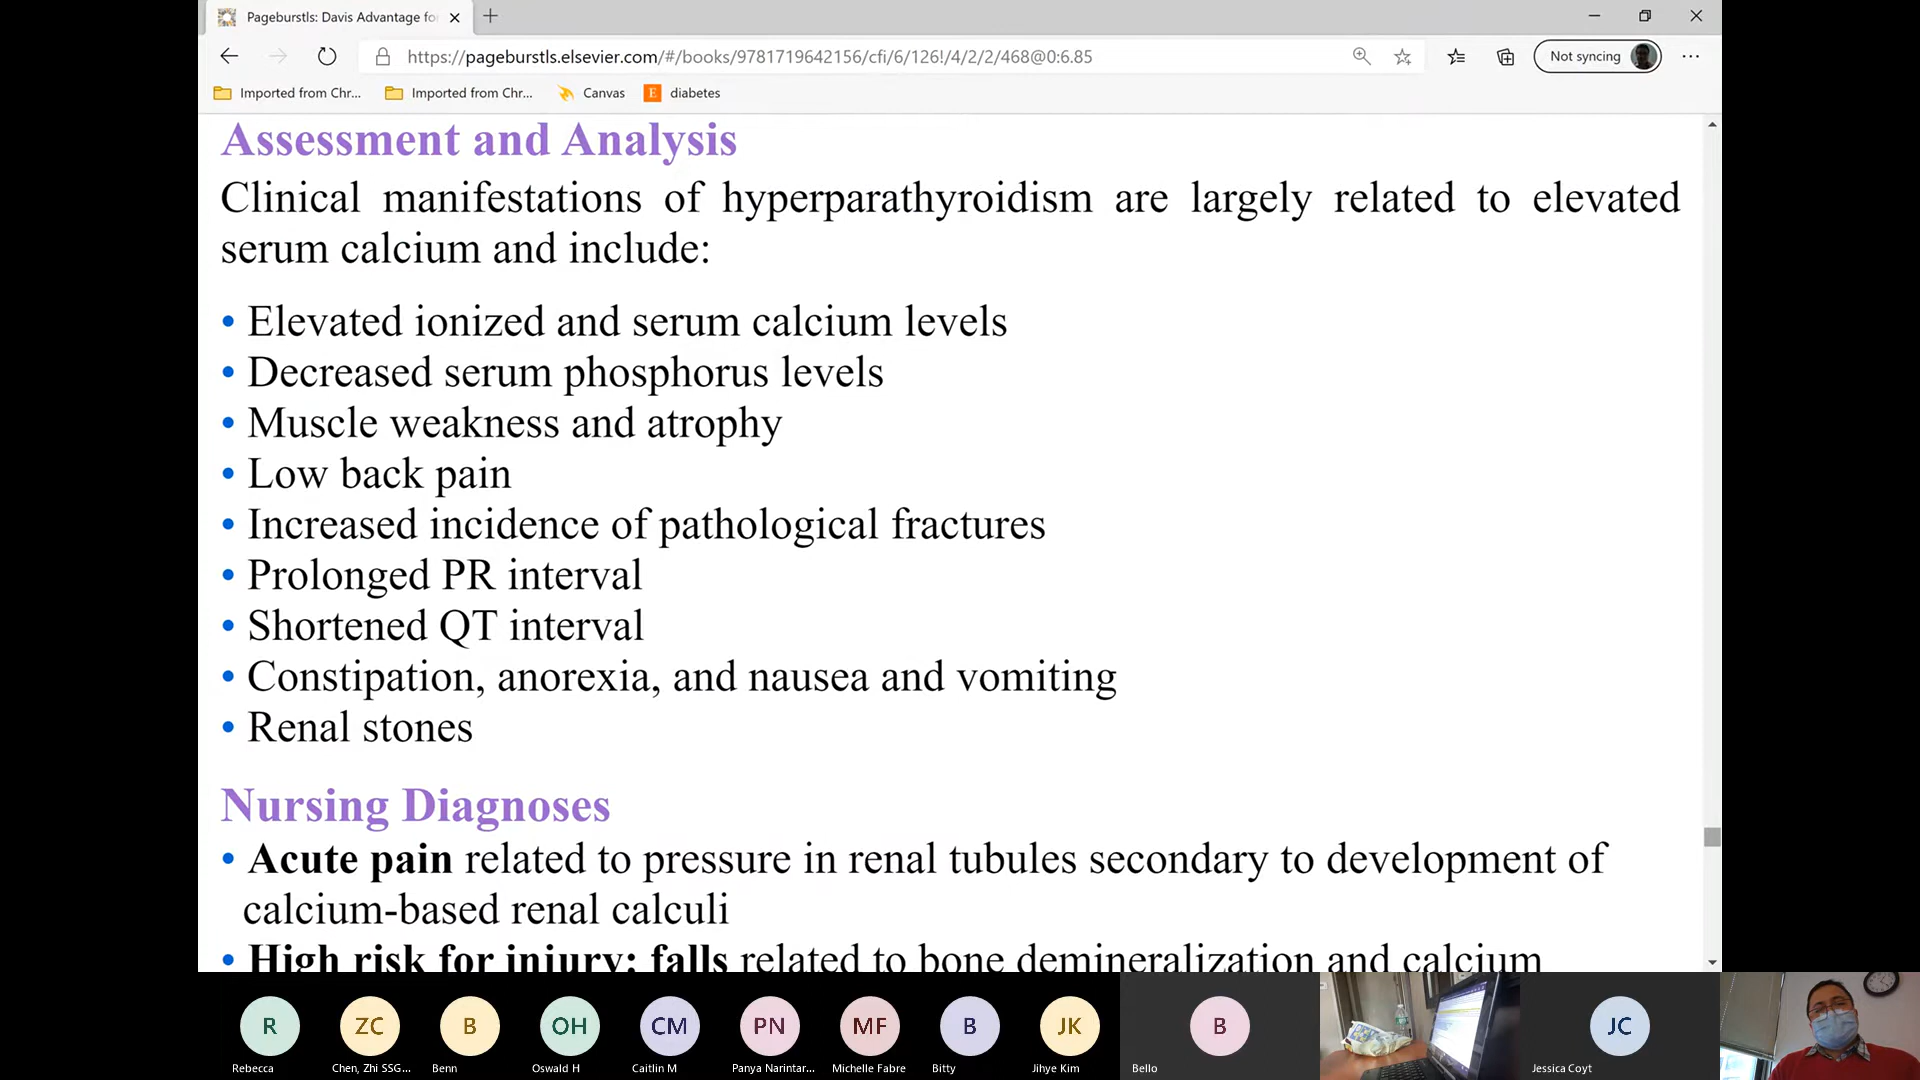 Pageburstls: Davis Advantage fo
https://pageburstls.elsevier.com/#/books/9781719642156/cfi/6/126!/4/2/2/468@0:6.85
Not syncing
Imported from Chr...
Imported from Chr...
Canvas
E
diabetes
Assessment and Analysis
Clinical manifestations of hyperparathyroidism are largely related to elevated
serum calcium and include:
• Elevated ionized and serum calcium levels
• Decreased serum phosphorus levels
• Muscle weakness and atrophy
• Low back pain
• Increased incidence of pathological fractures
• Prolonged PR interval
• Shortened QT interval
• Constipation, anorexia, and nausea and vomiting
• Renal stones
Nursing Diagnoses
• Acute pain related to pressure in renal tubules secondary to development of
calcium-based renal calculi
• High risk for injury: falls related to bone demineralization and calcium
R
ZC
B
OH
CM
PN
MF
B
JK
B
JC
Rebecca
Chen, Zhi SSG...
Benn
Oswald H
Caitlin M
Panya Narintar...
Michelle Fabre
Bitty
Jihye Kim
Bello
Jessica Coyt